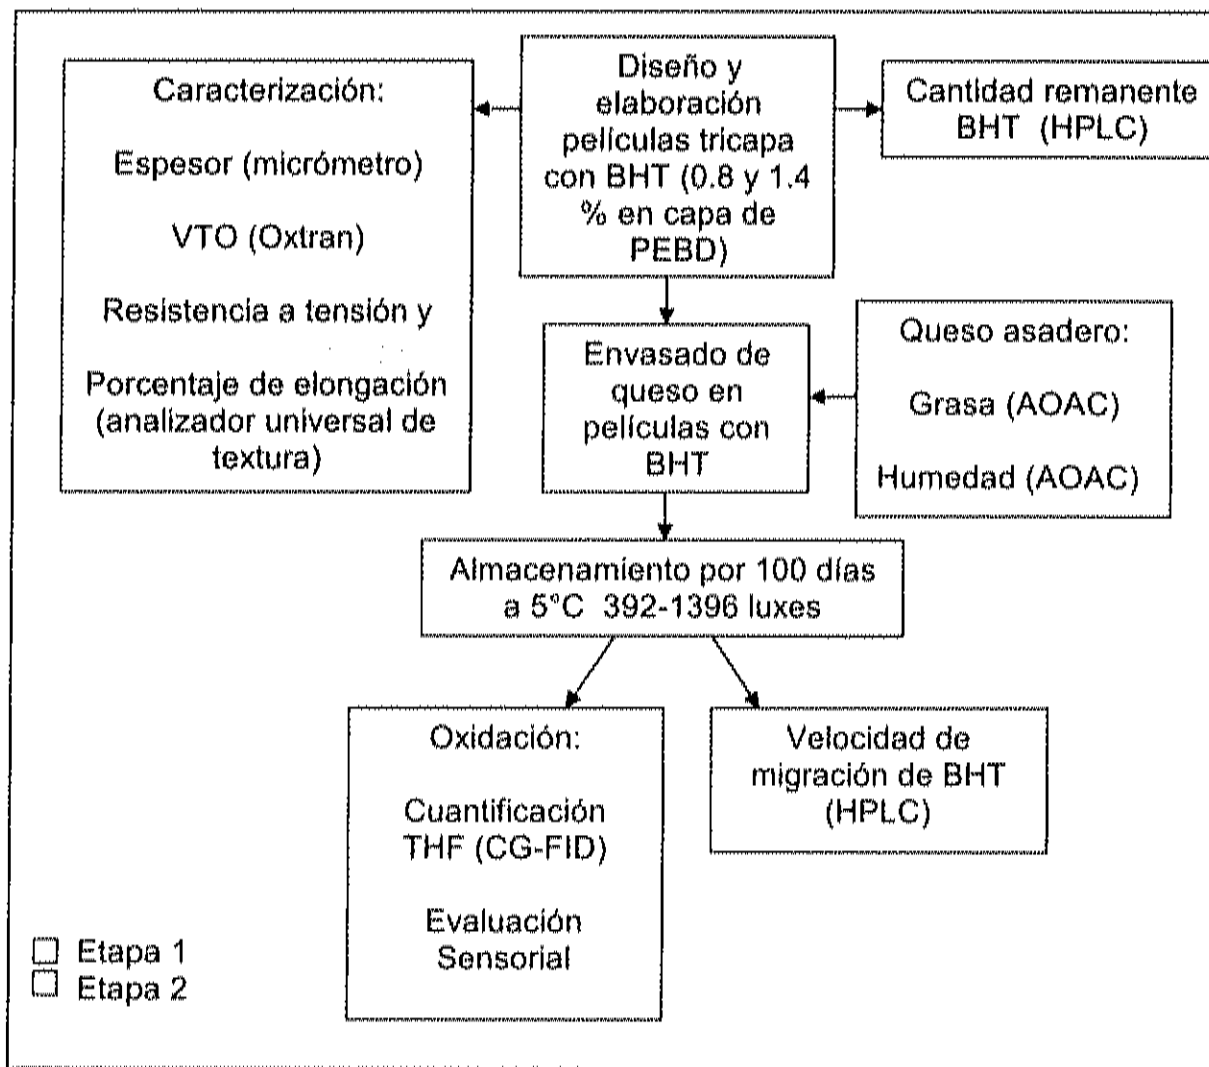 Diseño y
elaboración
películas tricapa
con BHT (0.8 y 1.4
% en capa de
PEBD)
Caracterización:
Espesor (micrómetro)
VTO (Oxtran)
Resistencia a tensión y
Porcentaje de elongación
(analizador universal de
textura)
Cantidad remanente
BHT (HPLC)
Envasado de
queso en
películas con
BHT
Queso asadero:
Grasa (AOAC)
Humedad (AOAC)
Almacenamiento por 100 días
a 5°C 392-1396 luxes
Oxidación:
Cuantificación
THF (CG-FID)
Evaluación
Sensorial
Velocidad de
migración de BHT
(HPLC)
Etapa 1
Etapa 2